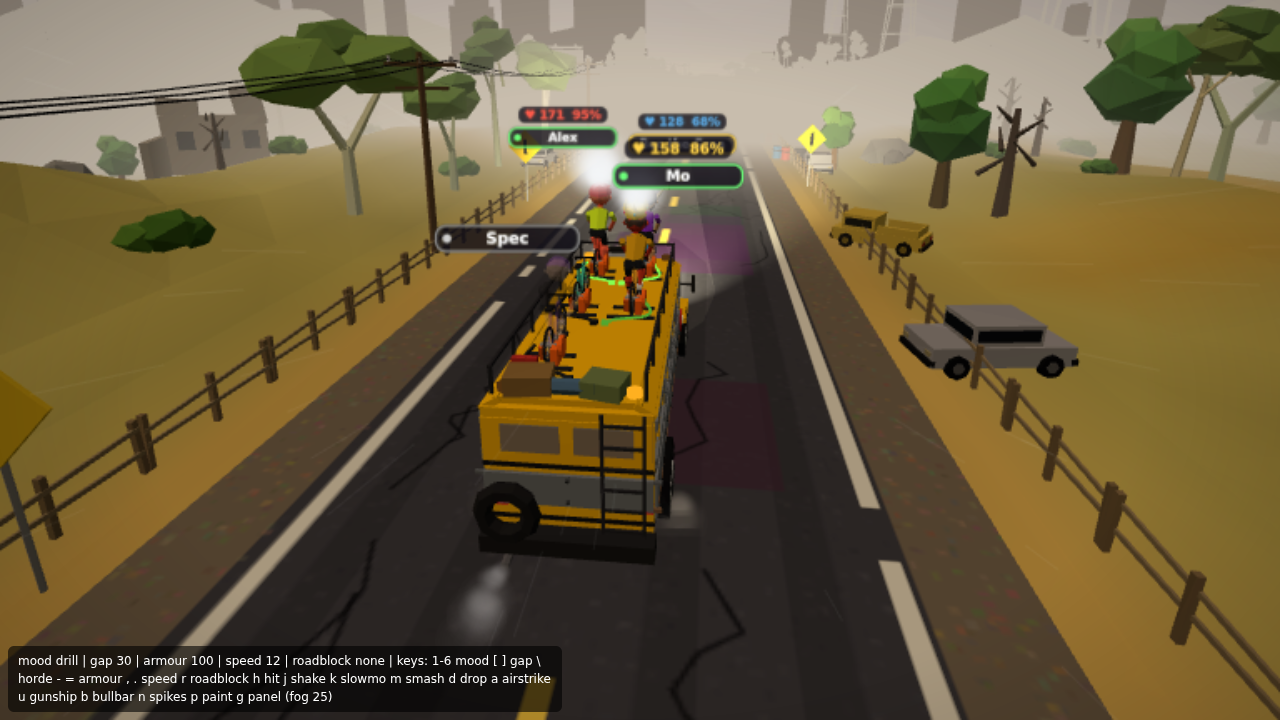 ♥ 171 95%
Alex
♥ 128 68%
♥ 158 86%
Mo
Spec
mood drill | gap 30 | armour 100 | speed 12 | roadblock none | keys: 1-6 mood [ ] gap \
horde - = armour , . speed r roadblock h hit j shake k slowmo m smash d drop a airstrike
u gunship b bullbar n spikes p paint g panel (fog 25)